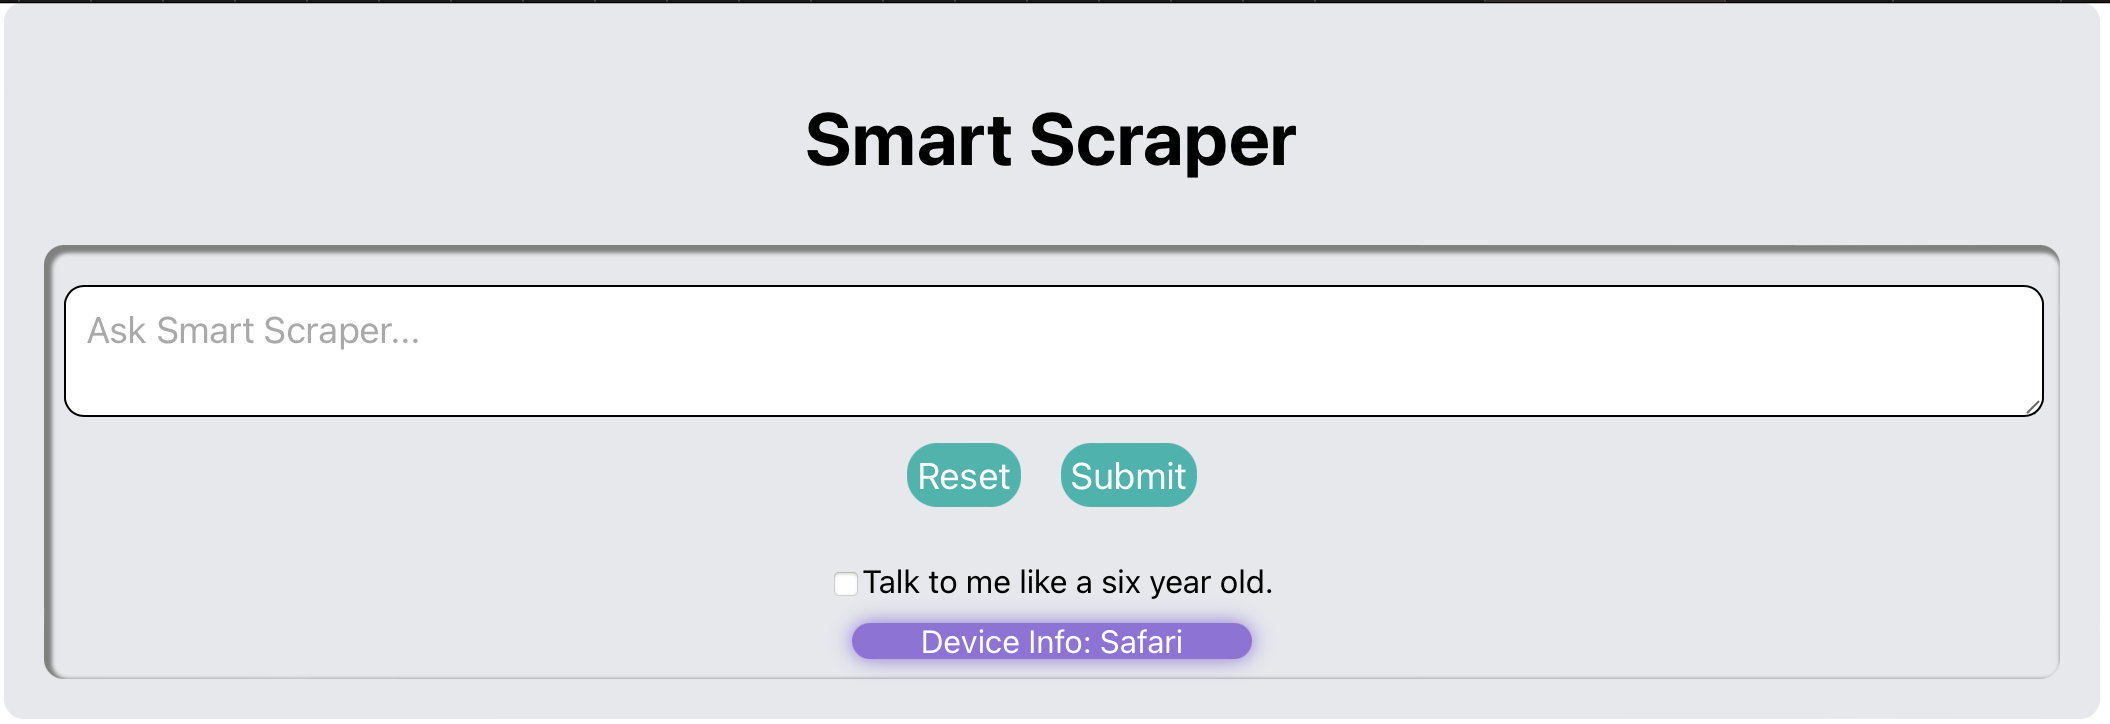 Smart Scraper
Ask Smart Scraper...
Reset Submit
Talk to me like a six year old.
Device Info: Safari